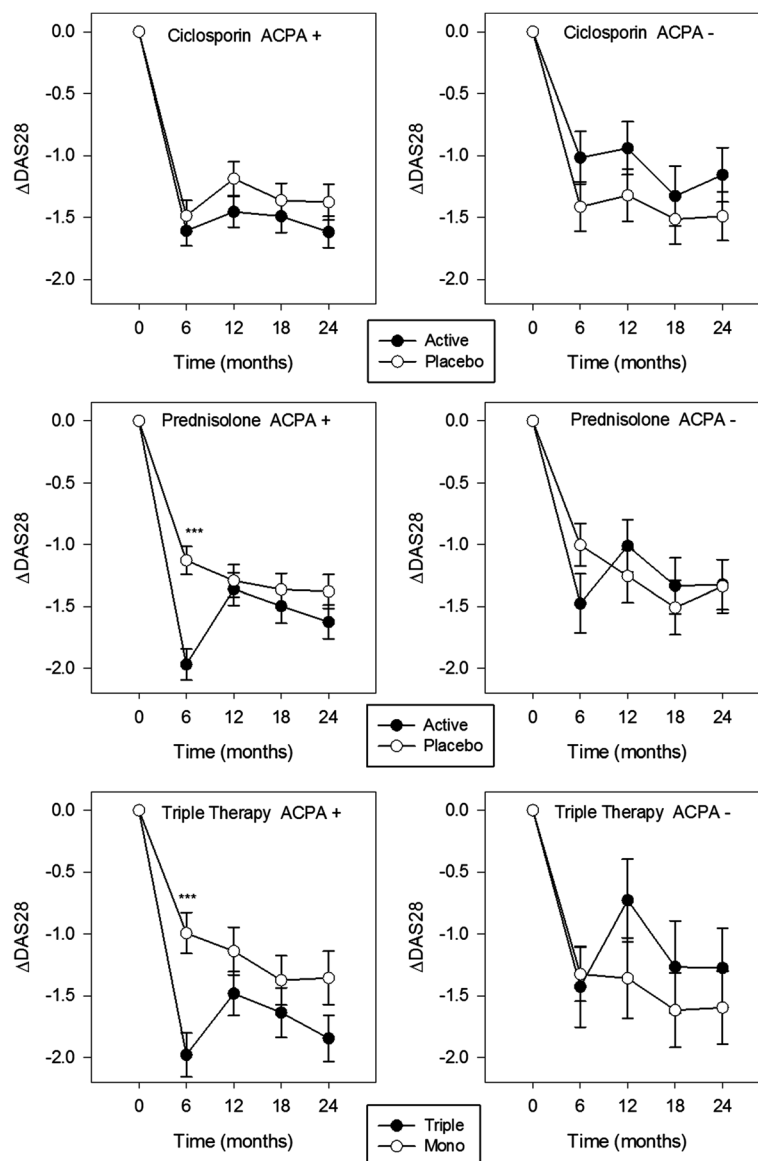 Ciclosporin ACPA +
0.0
-0.5
-1.0
-1.5
-2.0
ΔDAS28
0 6 12 18 24
Time (months)
Ciclosporin ACPA -
0.0
-0.5
-1.0
-1.5
-2.0
ΔDAS28
0 6 12 18 24
Time (months)
Active
Placebo
Prednisolone ACPA +
0.0
-0.5
-1.0
-1.5
-2.0
ΔDAS28
***
0 6 12 18 24
Time (months)
Prednisolone ACPA -
0.0
-0.5
-1.0
-1.5
-2.0
ΔDAS28
0 6 12 18 24
Time (months)
Active
Placebo
Triple Therapy ACPA +
0.0
-0.5
-1.0
-1.5
-2.0
ΔDAS28
***
0 6 12 18 24
Time (months)
Triple Therapy ACPA -
0.0
-0.5
-1.0
-1.5
-2.0
ΔDAS28
0 6 12 18 24
Time (months)
Triple
Mono